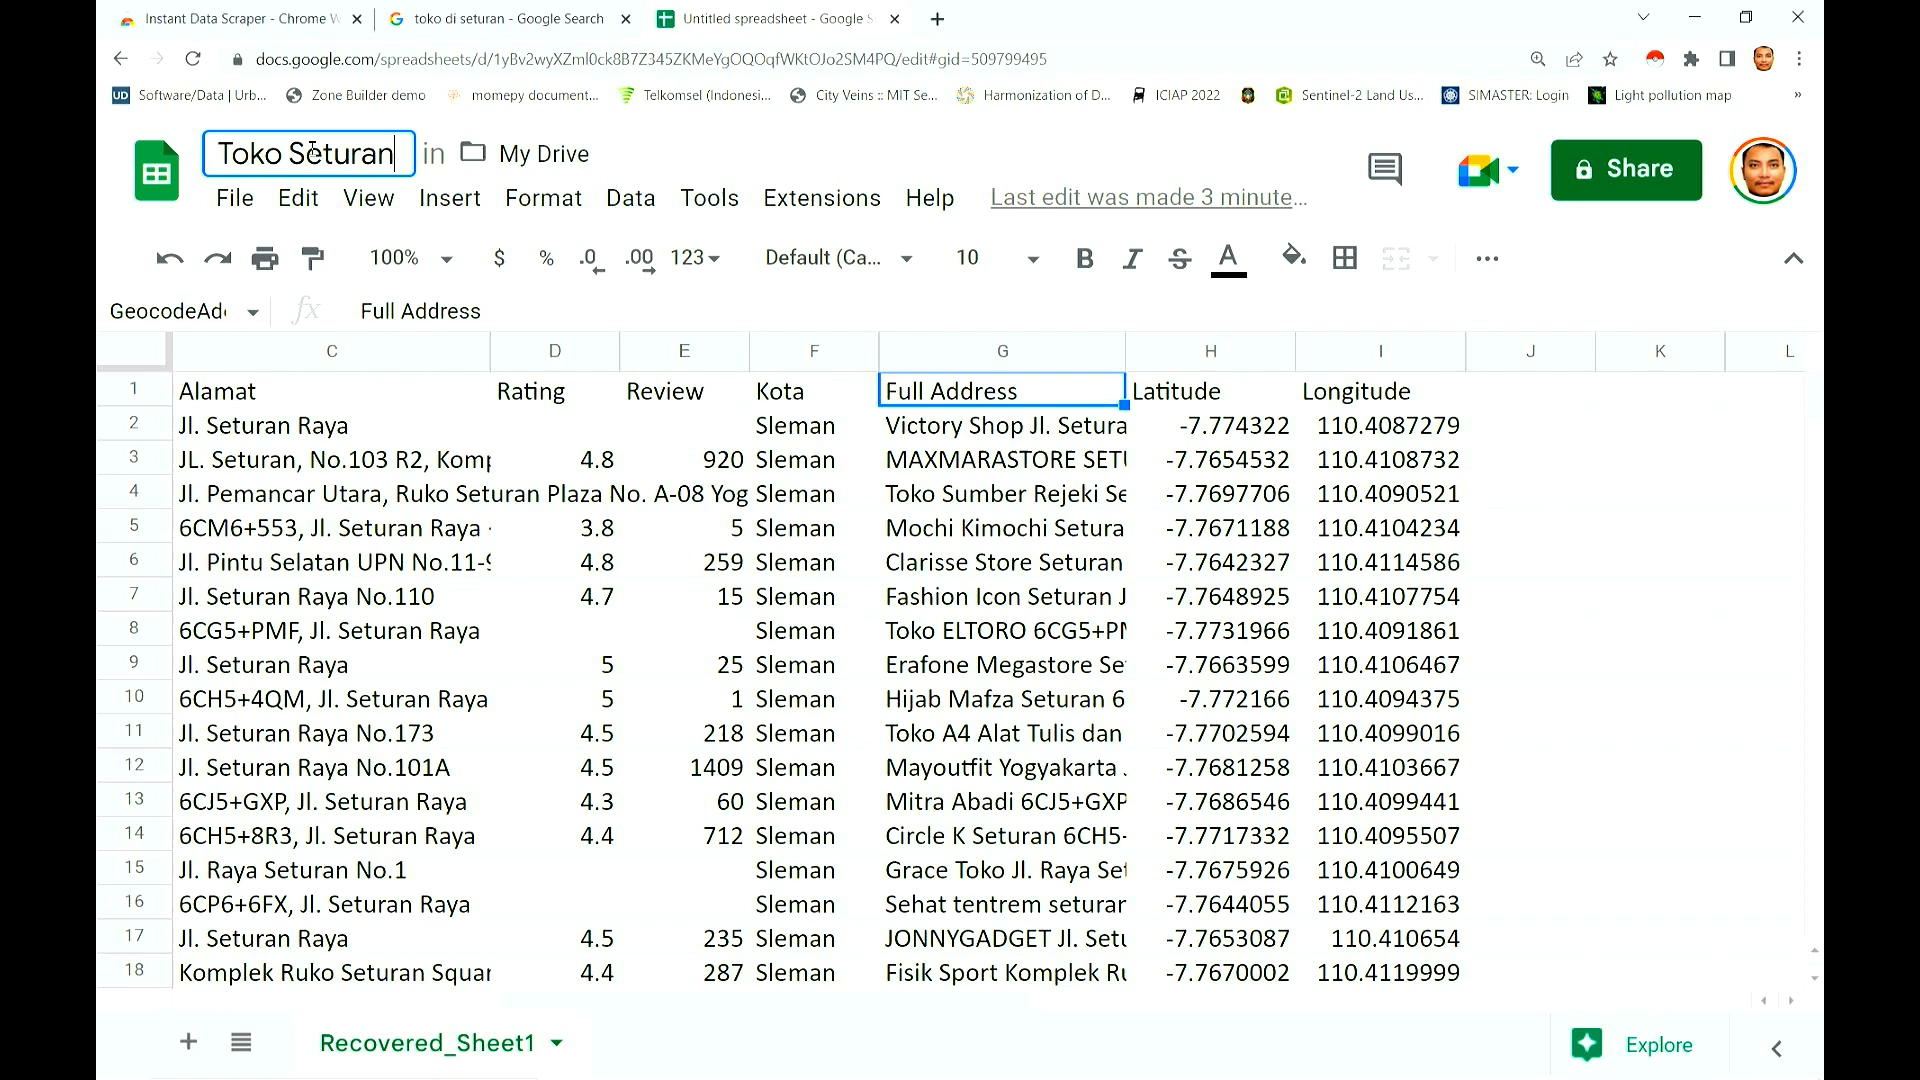 Instant Data Scraper - Chrome W
toko di seturan - Google Search
Untitled spreadsheet - Google S
docs.google.com/spreadsheets/d/1yBv2wyXZml0ck8B7Z345ZKMeYgOQOqfWKtOJo2SM4PQ/edit#gid=509799495
UD Software/Data | Urb...
Zone Builder demo
momepy document...
Telkomsel (Indonesi...
City Veins :: MIT Se...
Harmonization of D...
ICIAP 2022
Sentinel-2 Land Us...
SIMASTER: Login
Light pollution map
»
Toko Seturan in My Drive
Share
File Edit View Insert Format Data Tools Extensions Help Last edit was made 3 minute...
100% $ % .0 .00 123 Default (Ca... 10 B I S A
GeocodeAd fx Full Address
C D E F G H I J K L
1 Alamat Rating Review Kota Full Address Latitude Longitude
2 Jl. Seturan Raya Sleman Victory Shop Jl. Setura -7.774322 110.4087279
3 JL. Seturan, No.103 R2, Komp 4.8 920 Sleman MAXMARASTORE SETU -7.7654532 110.4108732
4 Jl. Pemancar Utara, Ruko Seturan Plaza No. A-08 Yog Sleman Toko Sumber Rejeki Se -7.7697706 110.4090521
5 6CM6+553, Jl. Seturan Raya 3.8 5 Sleman Mochi Kimochi Setura -7.7671188 110.4104234
6 Jl. Pintu Selatan UPN No.11-9 4.8 259 Sleman Clarisse Store Seturan -7.7642327 110.4114586
7 Jl. Seturan Raya No.110 4.7 15 Sleman Fashion Icon Seturan J -7.7648925 110.4107754
8 6CG5+PMF, Jl. Seturan Raya Sleman Toko ELTORO 6CG5+PM -7.7731966 110.4091861
9 Jl. Seturan Raya 5 25 Sleman Erafone Megastore Se -7.7663599 110.4106467
10 6CH5+4QM, Jl. Seturan Raya 5 1 Sleman Hijab Mafza Seturan 6 -7.772166 110.4094375
11 Jl. Seturan Raya No.173 4.5 218 Sleman Toko A4 Alat Tulis dan -7.7702594 110.4099016
12 Jl. Seturan Raya No.101A 4.5 1409 Sleman Mayoutfit Yogyakarta -7.7681258 110.4103667
13 6CJ5+GXP, Jl. Seturan Raya 4.3 60 Sleman Mitra Abadi 6CJ5+GXP -7.7686546 110.4099441
14 6CH5+8R3, Jl. Seturan Raya 4.4 712 Sleman Circle K Seturan 6CH5- -7.7717332 110.4095507
15 Jl. Raya Seturan No.1 Sleman Grace Toko Jl. Raya Set -7.7675926 110.4100649
16 6CP6+6FX, Jl. Seturan Raya Sleman Sehat tentrem seturan -7.7644055 110.4112163
17 Jl. Seturan Raya 4.5 235 Sleman JONNYGADGET Jl. Setu -7.7653087 110.410654
18 Komplek Ruko Seturan Squar 4.4 287 Sleman Fisik Sport Komplek Ru -7.7670002 110.4119999
Recovered_Sheet1
Explore